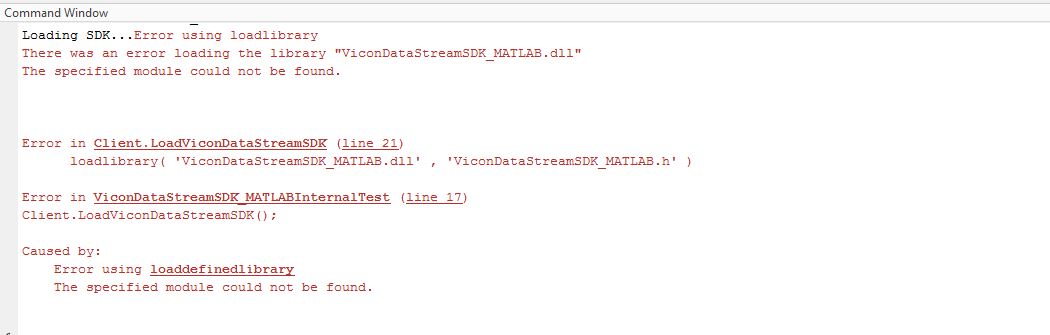 Command Window
Loading SDK...Error using loadlibrary
There was an error loading the library "ViconDataStreamSDK_MATLAB.dll"
The specified module could not be found.
Error in Client.LoadViconDataStreamSDK (line 21)
loadlibrary( 'ViconDataStreamSDK_MATLAB.dll' , 'ViconDataStreamSDK_MATLAB.h' )
Error in ViconDataStreamSDK_MATLABInternalTest (line 17)
Client.LoadViconDataStreamSDK();
Caused by:
Error using loaddefinedlibrary
The specified module could not be found.